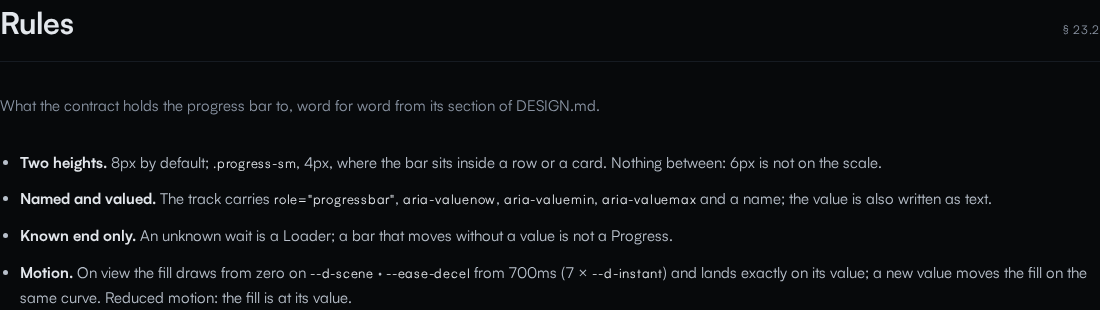 Rules
§ 23.2
What the contract holds the progress bar to, word for word from its section of DESIGN.md.
• Two heights. 8px by default; .progress-sm, 4px, where the bar sits inside a row or a card. Nothing between: 6px is not on the scale.
• Named and valued. The track carries role="progressbar", aria-valuenow, aria-valuemin, aria-valuemax and a name; the value is also written as text.
• Known end only. An unknown wait is a Loader; a bar that moves without a value is not a Progress.
• Motion. On view the fill draws from zero on --d-scene · --ease-decel from 700ms (7 × --d-instant) and lands exactly on its value; a new value moves the fill on the
same curve. Reduced motion: the fill is at its value.